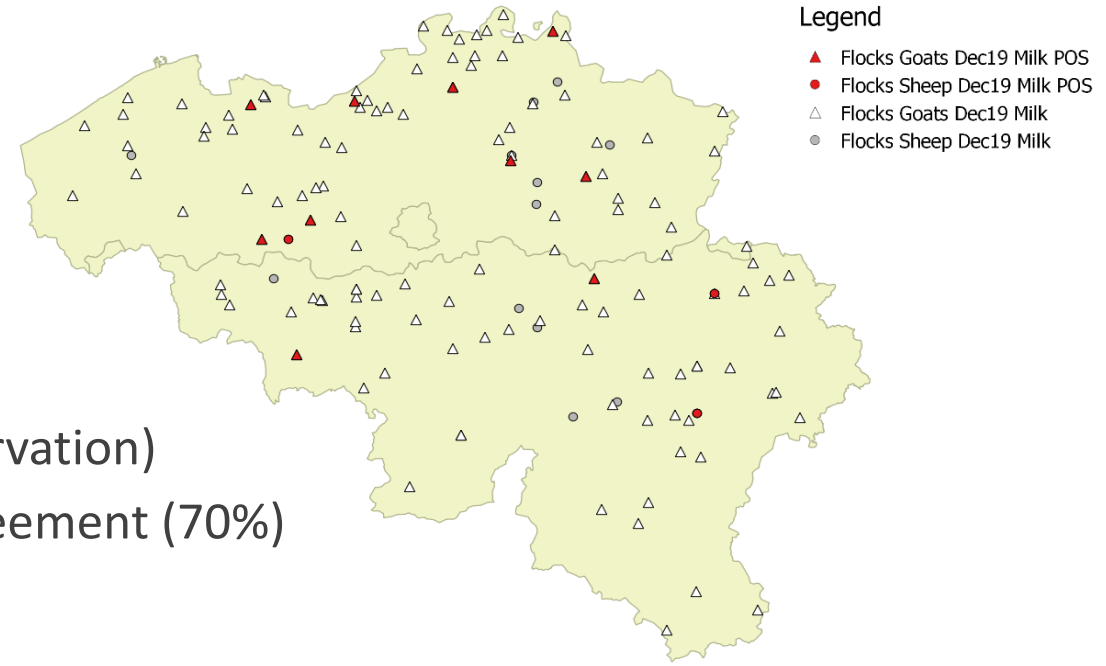 Legend
Flocks Goats Dec19 Milk POS
Flocks Sheep Dec19 Milk POS
Flocks Goats Dec19 Milk
Flocks Sheep Dec19 Milk
rvation)
eement (70%)